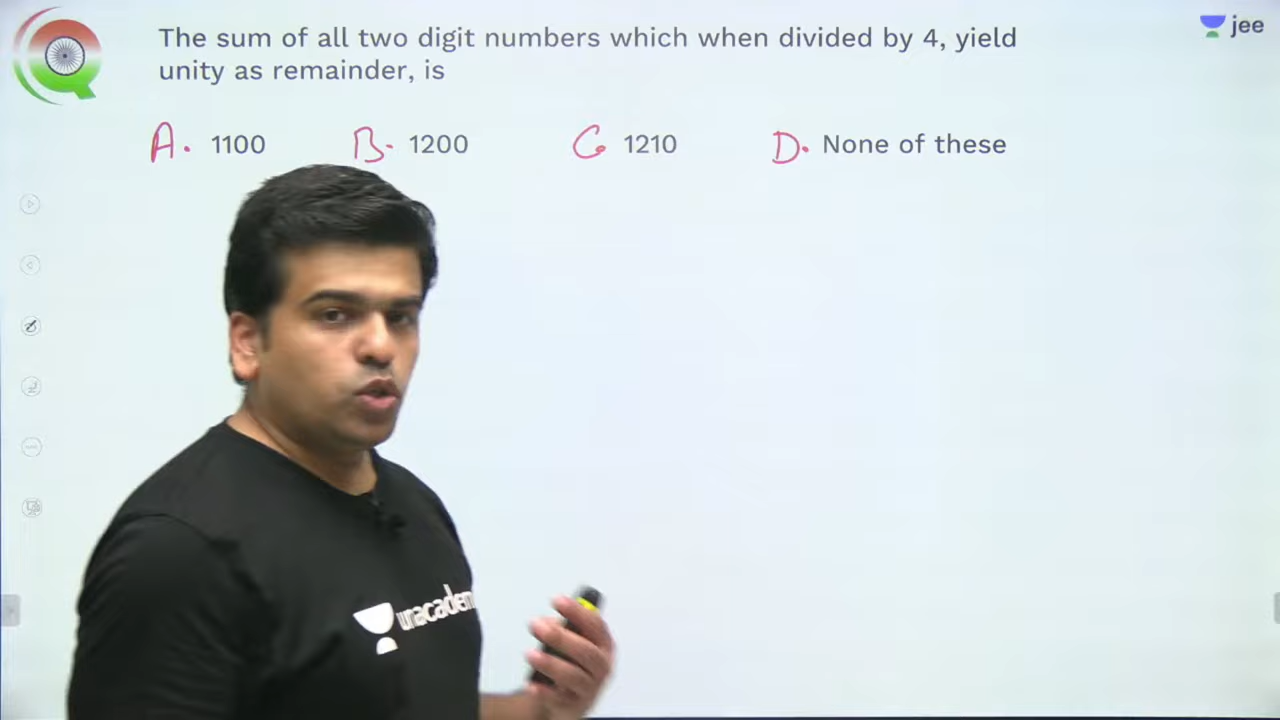 The sum of all two digit numbers which when divided by 4, yield
unity as remainder, is
A. 1100 B. 1200 C. 1210 D. None of these
jee
unacadem